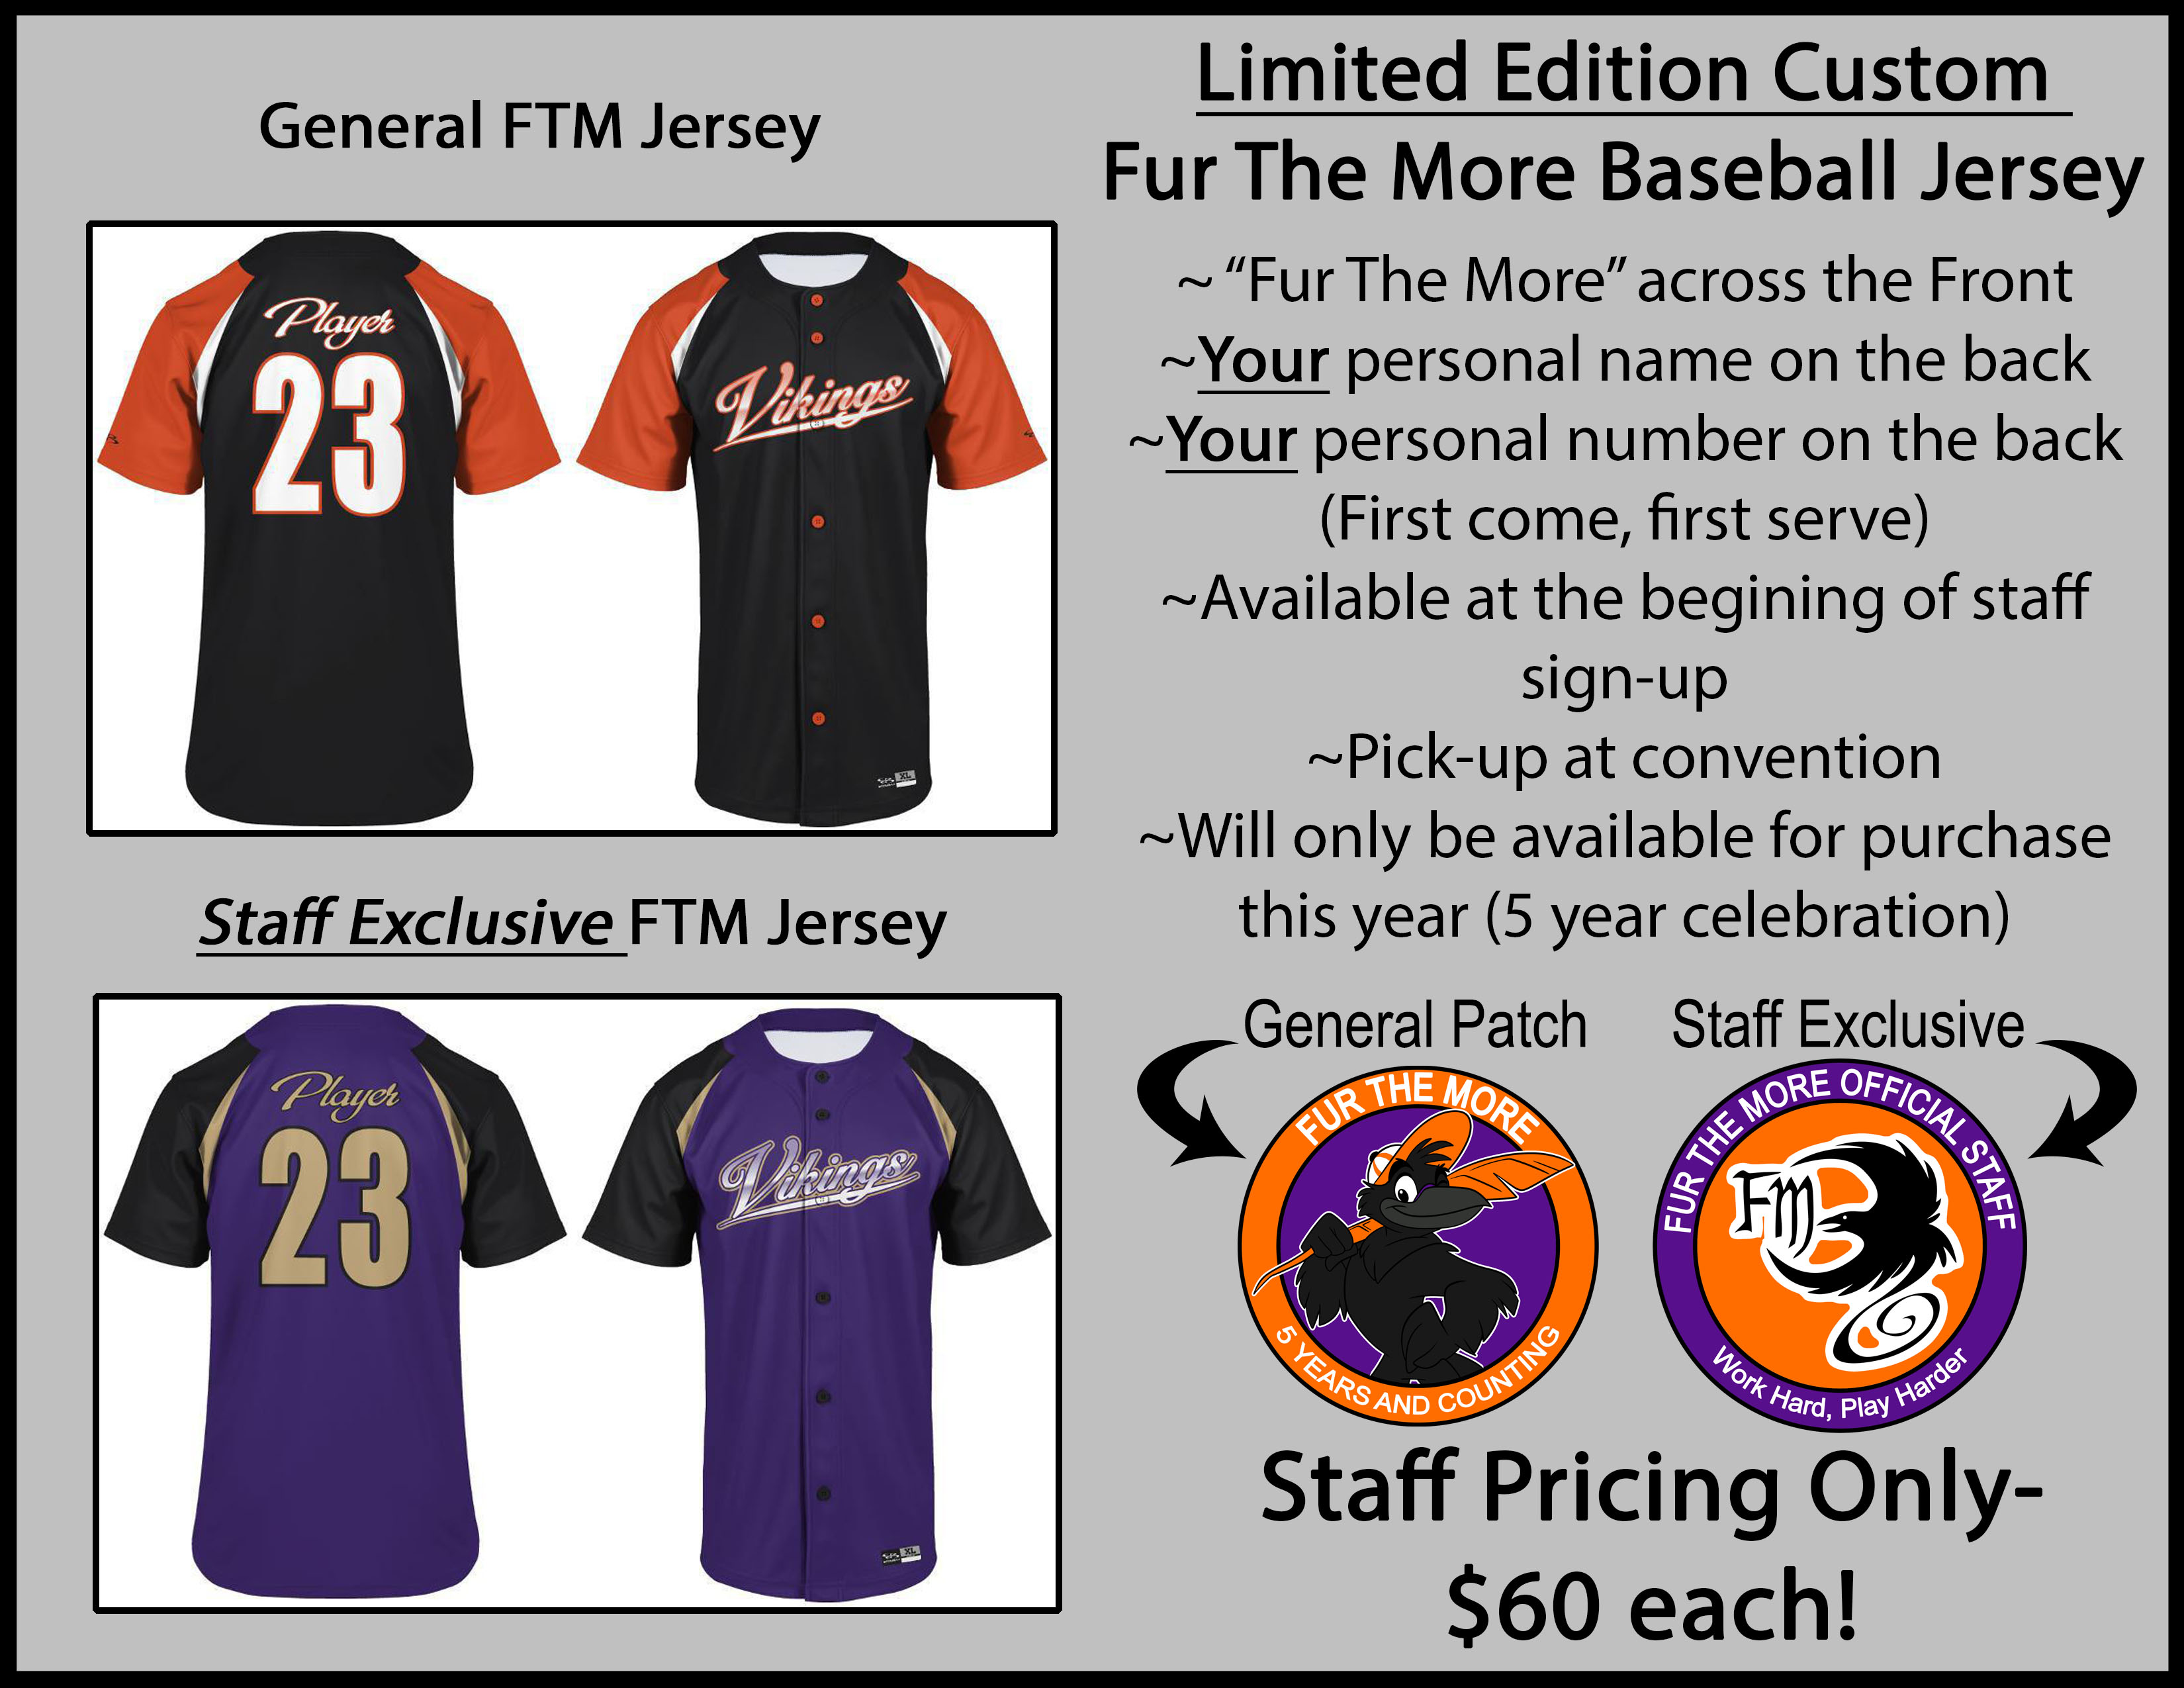 General FTM Jersey
Player
23
Vikings
XL
Staff Exclusive FTM Jersey
Player
23
Vikings
XL
Limited Edition Custom
Fur The More Baseball Jersey
~ “Fur The More” across the Front
~Your personal name on the back
~Your personal number on the back
(First come, first serve)
~Available at the begining of staff
sign-up
~Pick-up at convention
~Will only be available for purchase
this year (5 year celebration)
General Patch
Staff Exclusive
FUR THE MORE
5 YEARS AND COUNTING
FUR THE MORE OFFICIAL STAFF
FTM
Work Hard, Play Harder
Staff Pricing Only-
$60 each!